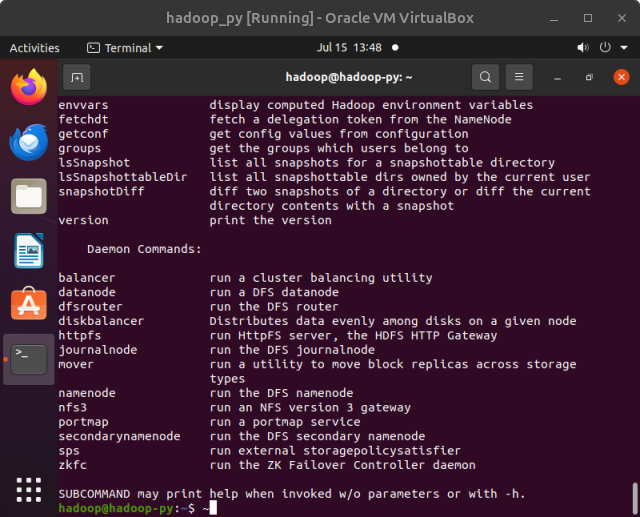 hadoop_py [Running] - Oracle VM VirtualBox
Activities Terminal Jul 15 13:48
hadoop@hadoop-py: ~
envvars display computed Hadoop environment variables
fetchdt fetch a delegation token from the NameNode
getconf get config values from configuration
groups get the groups which users belong to
lsSnapshot list all snapshots for a snapshottable directory
lsSnapshottableDir list all snapshottable dirs owned by the current user
snapshotDiff diff two snapshots of a directory or diff the current
directory contents with a snapshot
version print the version
Daemon Commands:
balancer run a cluster balancing utility
datanode run a DFS datanode
dfsrouter run the DFS router
diskbalancer Distributes data evenly among disks on a given node
httpfs run HttpFS server, the HDFS HTTP Gateway
journalnode run the DFS journalnode
mover run a utility to move block replicas across storage
types
namenode run the DFS namenode
nfs3 run an NFS version 3 gateway
portmap run a portmap service
secondarynamenode run the DFS secondary namenode
sps run external storagepolicysatisfier
zkfc run the ZK Failover Controller daemon
SUBCOMMAND may print help when invoked w/o parameters or with -h.
hadoop@hadoop-py:~$ ~